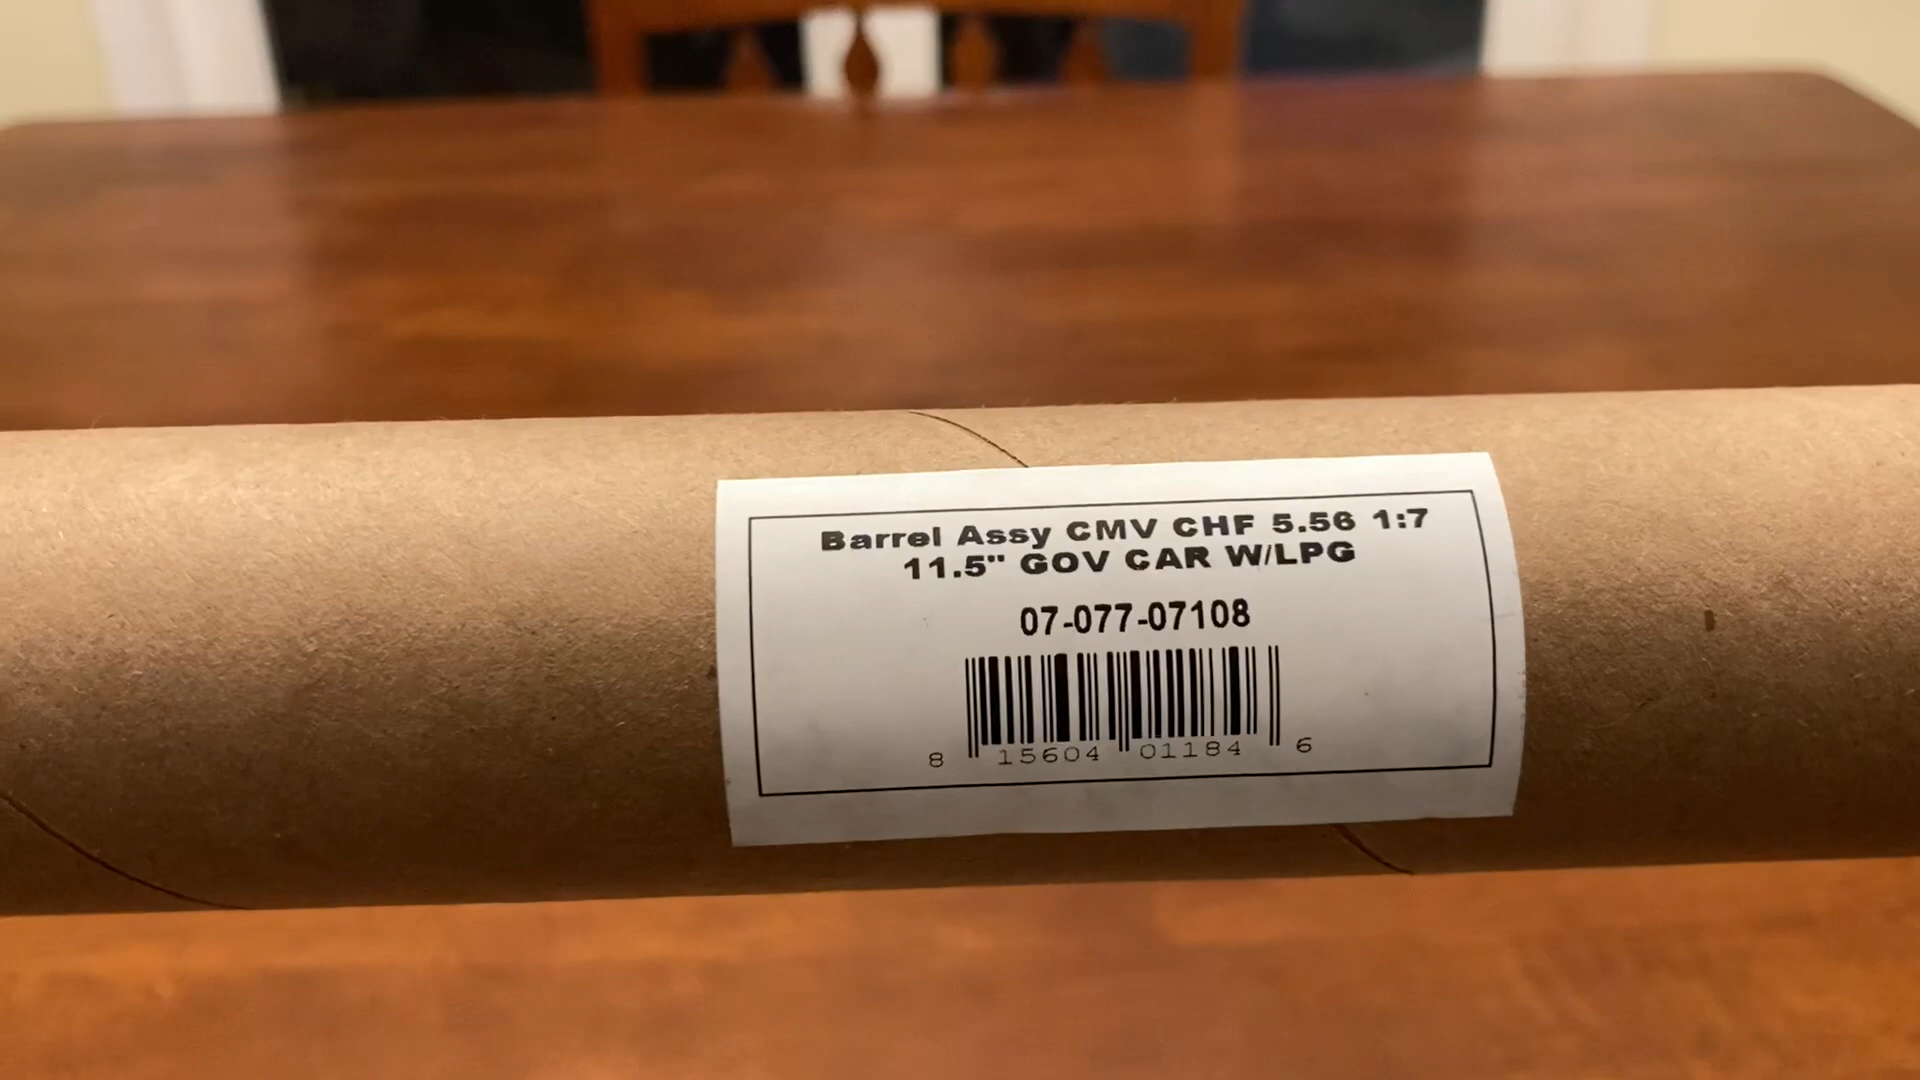 Barrel Assy CMV CHF 5.56 1:7
11.5" GOV CAR W/LPG
07-077-07108
8 15604 01184 6